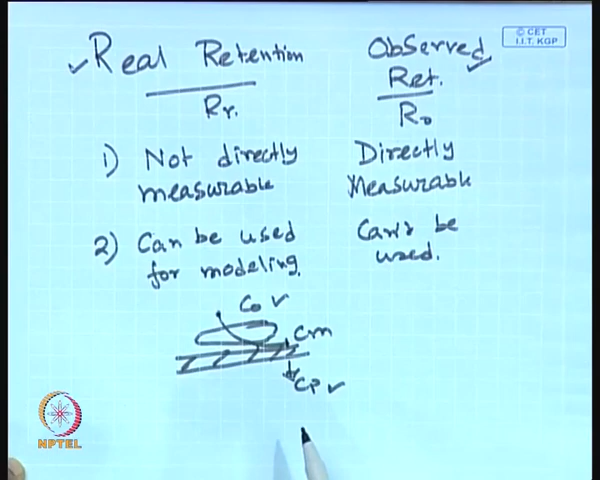 © CET
I.I.T. KGP
Real Retention
Rr.
Observed
Ret.
Ro
1) Not directly
measurable
Directly
Measurable
2) Can be used
for modeling.
Can't be
used.
Co
Cm
Cp
NPTEL